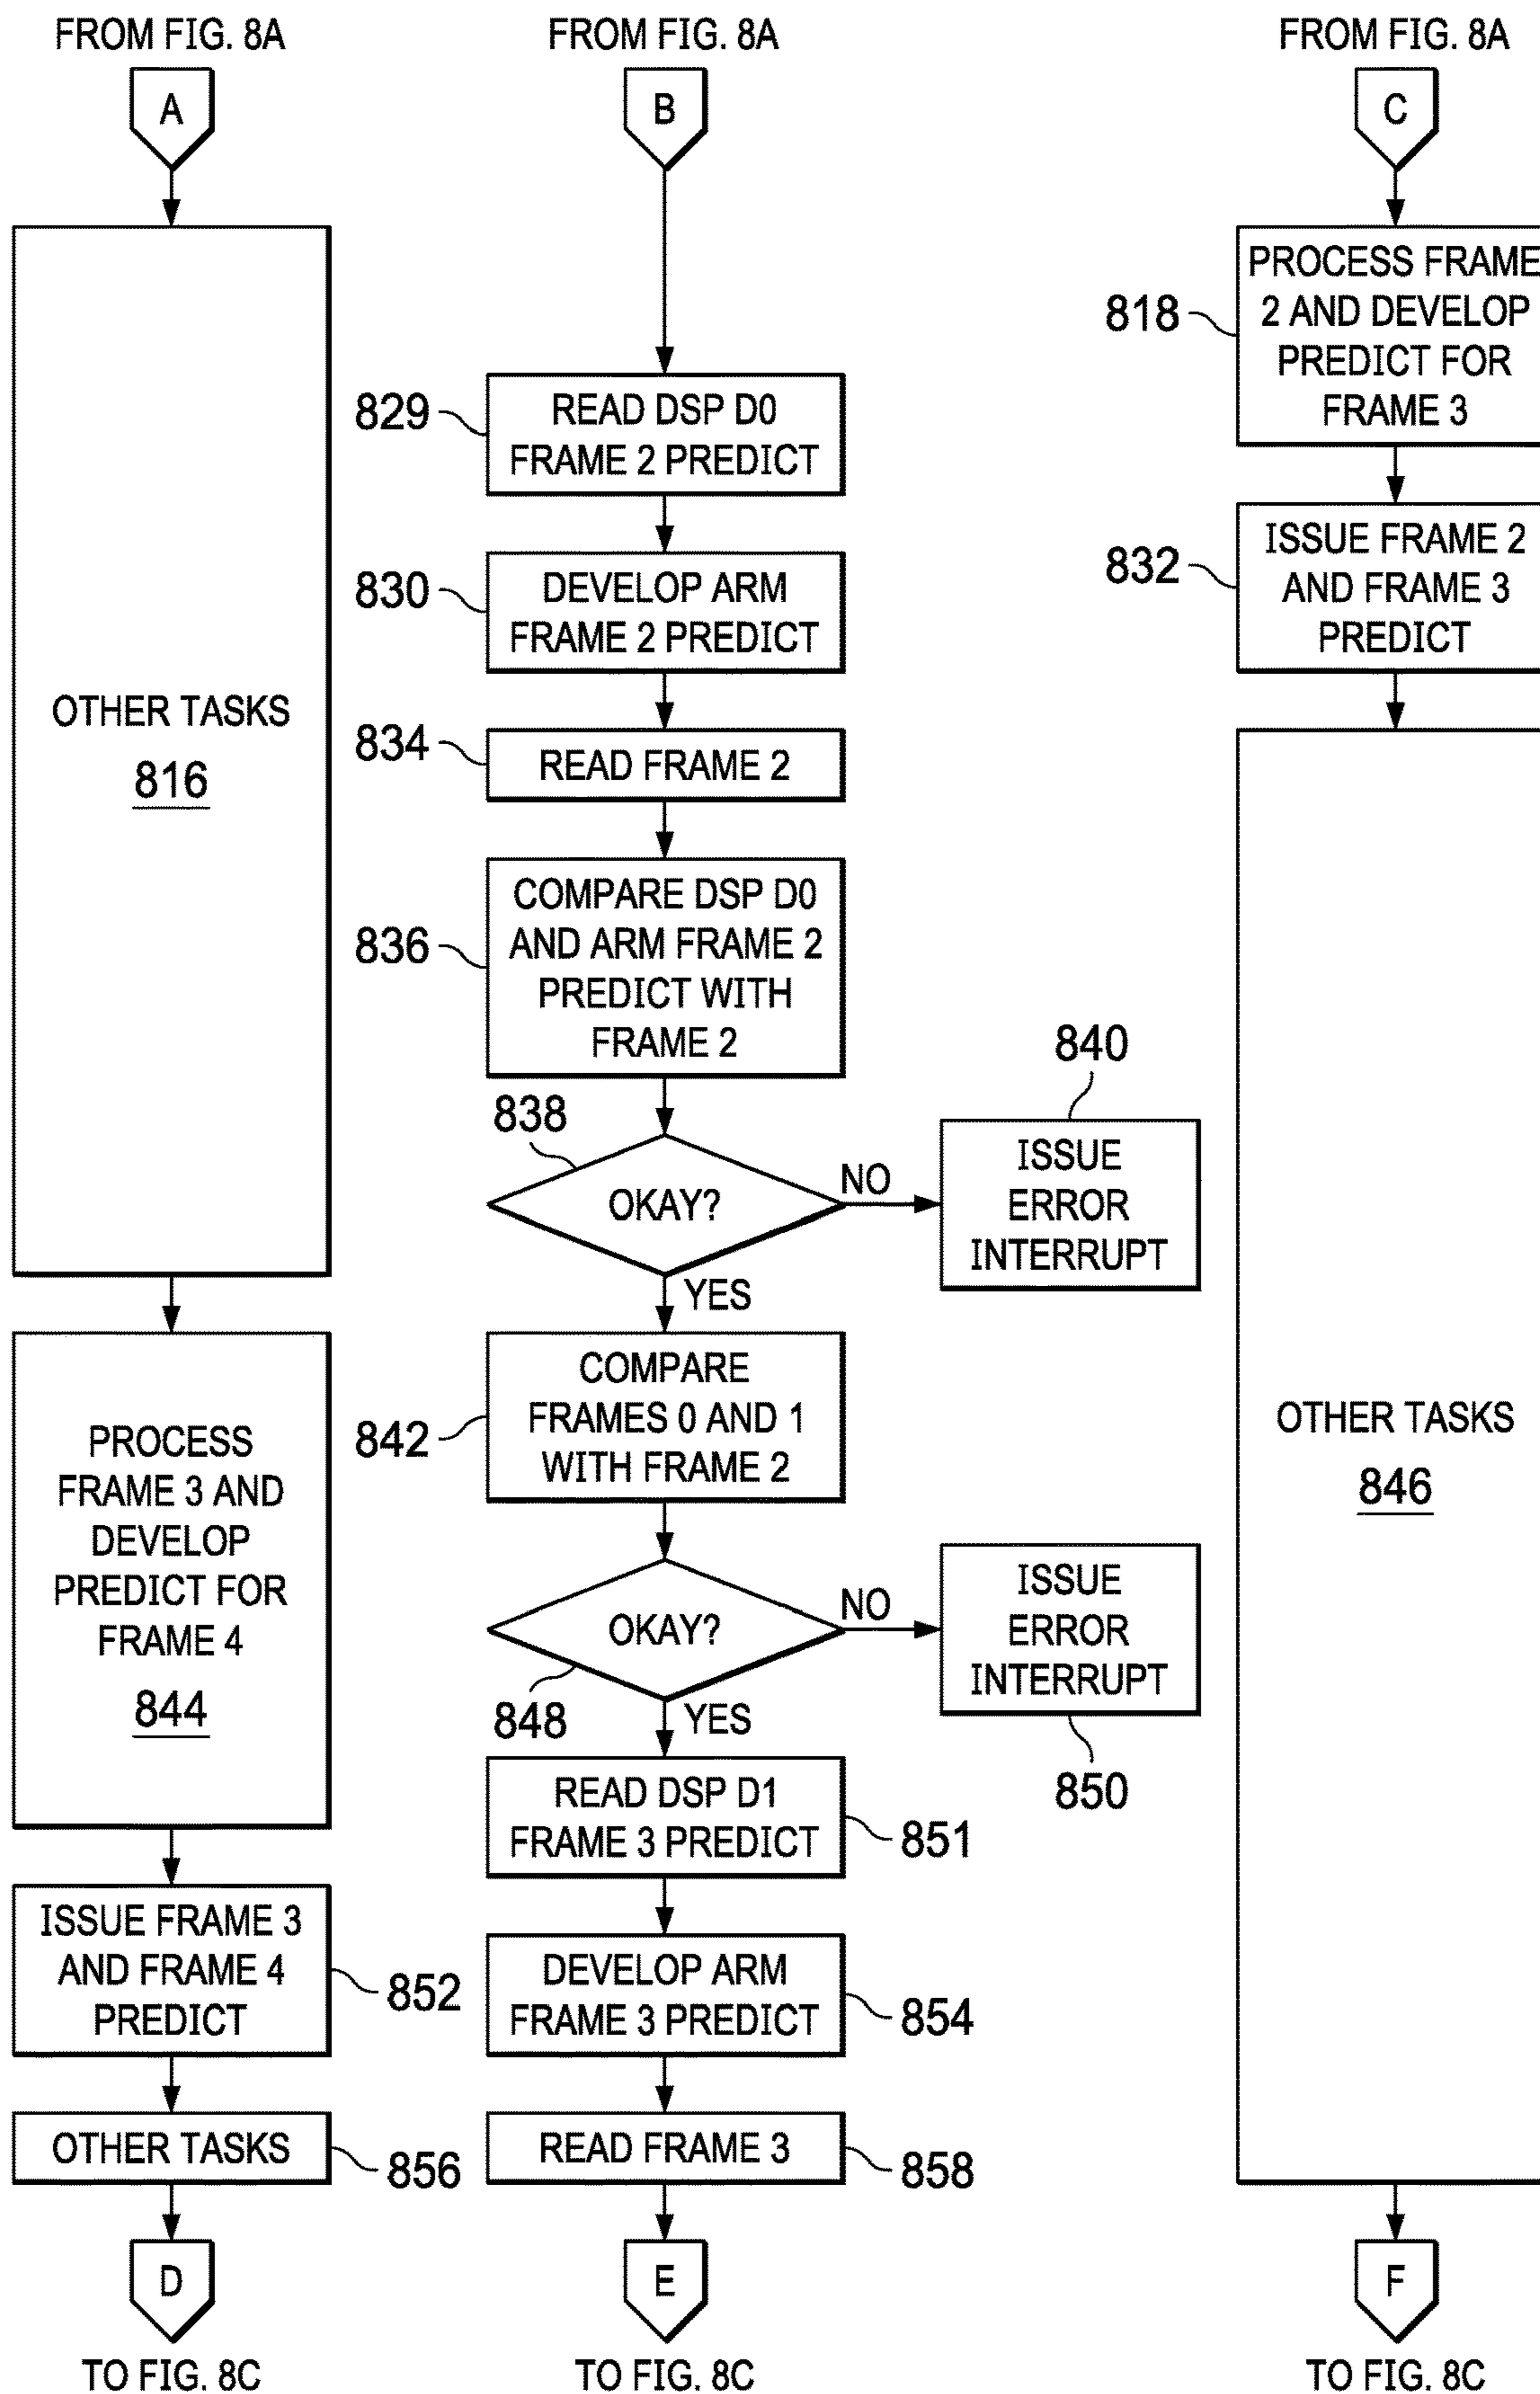 FROM FIG. 8A
A
OTHER TASKS
816
PROCESS
FRAME 3 AND
DEVELOP
PREDICT FOR
FRAME 4
844
ISSUE FRAME 3
AND FRAME 4
PREDICT
852
OTHER TASKS
856
D
TO FIG. 8C
FROM FIG. 8A
B
829
READ DSP D0
FRAME 2 PREDICT
830
DEVELOP ARM
FRAME 2 PREDICT
834
READ FRAME 2
836
COMPARE DSP D0
AND ARM FRAME 2
PREDICT WITH
FRAME 2
838
OKAY?
NO
840
ISSUE
ERROR
INTERRUPT
YES
842
COMPARE
FRAMES 0 AND 1
WITH FRAME 2
OKAY?
848
NO
ISSUE
ERROR
INTERRUPT
850
YES
READ DSP D1
FRAME 3 PREDICT
851
DEVELOP ARM
FRAME 3 PREDICT
854
READ FRAME 3
858
E
TO FIG. 8C
FROM FIG. 8A
C
818
PROCESS FRAME
2 AND DEVELOP
PREDICT FOR
FRAME 3
832
ISSUE FRAME 2
AND FRAME 3
PREDICT
OTHER TASKS
846
F
TO FIG. 8C